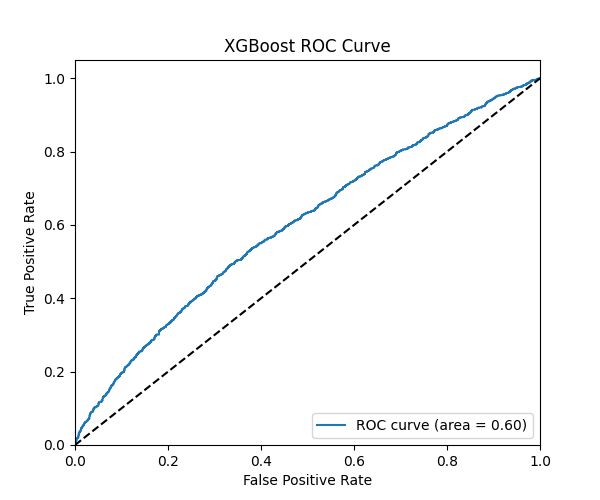 XGBoost ROC Curve
True Positive Rate
1.0
0.8
0.6
0.4
0.2
0.0
ROC curve (area = 0.60)
0.0 0.2 0.4 0.6 0.8 1.0
False Positive Rate